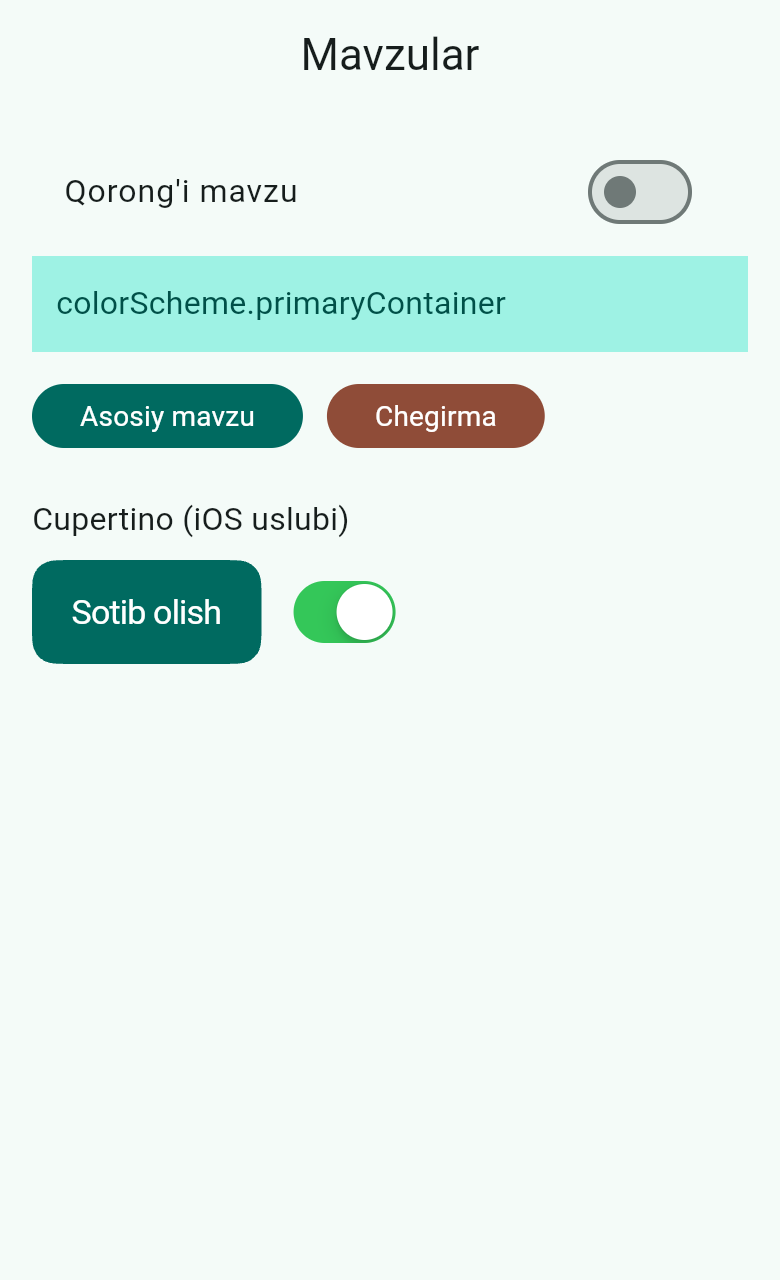 Mavzular
Qorong'i mavzu
colorScheme.primaryContainer
Asosiy mavzu
Chegirma
Cupertino (iOS uslubi)
Sotib olish